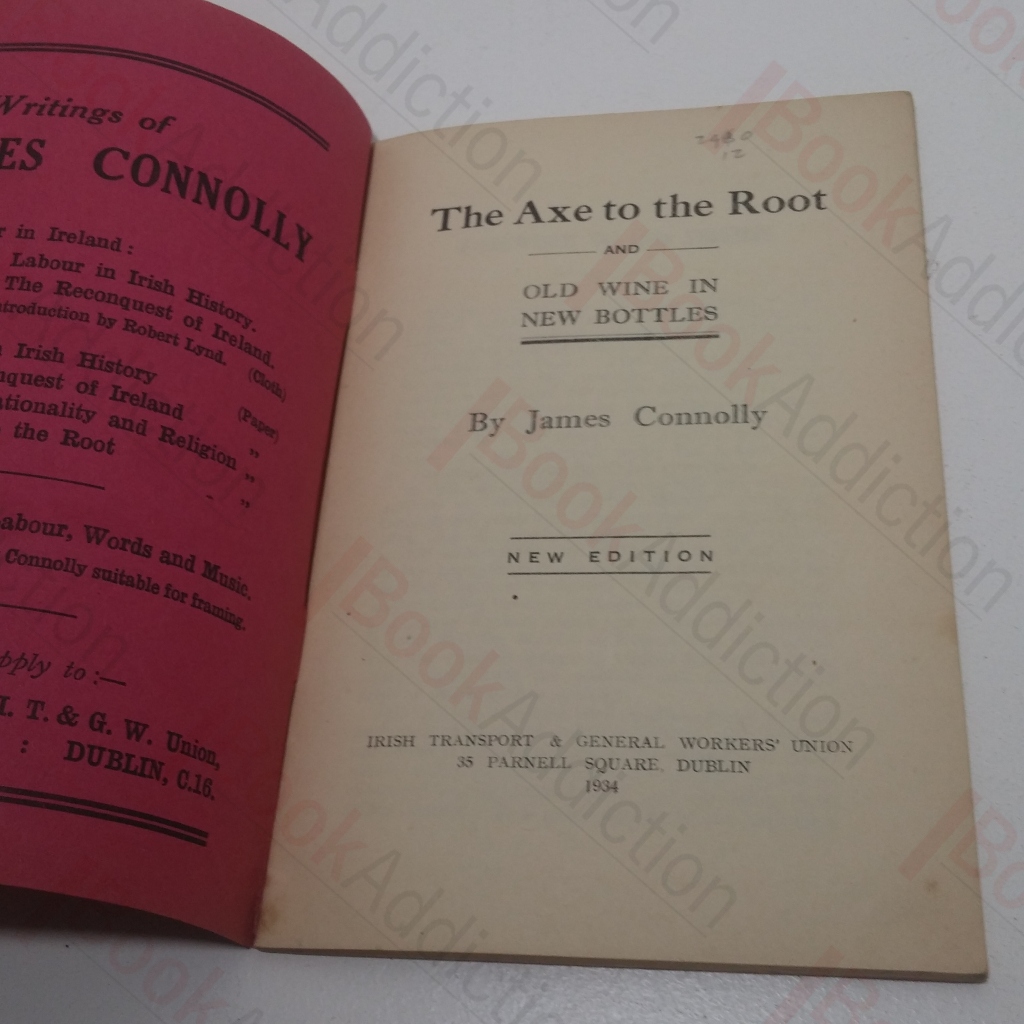 Writings of
ES CONNOLLY
r in Ireland :
Labour in Irish History.
The Reconquest of Ireland.
ntroduction by Robert Lynd. (Cloth)
Irish History (Paper)
nquest of Ireland "
ationality and Religion "
the Root "
abour, Words and Music.
Connolly suitable for framing.
pply to :—
I. T. & G. W. Union,
: DUBLIN, C.16.
2480
12
The Axe to the Root
AND
OLD WINE IN
NEW BOTTLES
By James Connolly
NEW EDITION
IRISH TRANSPORT & GENERAL WORKERS' UNION
35 PARNELL SQUARE, DUBLIN
1934
BookAddiction